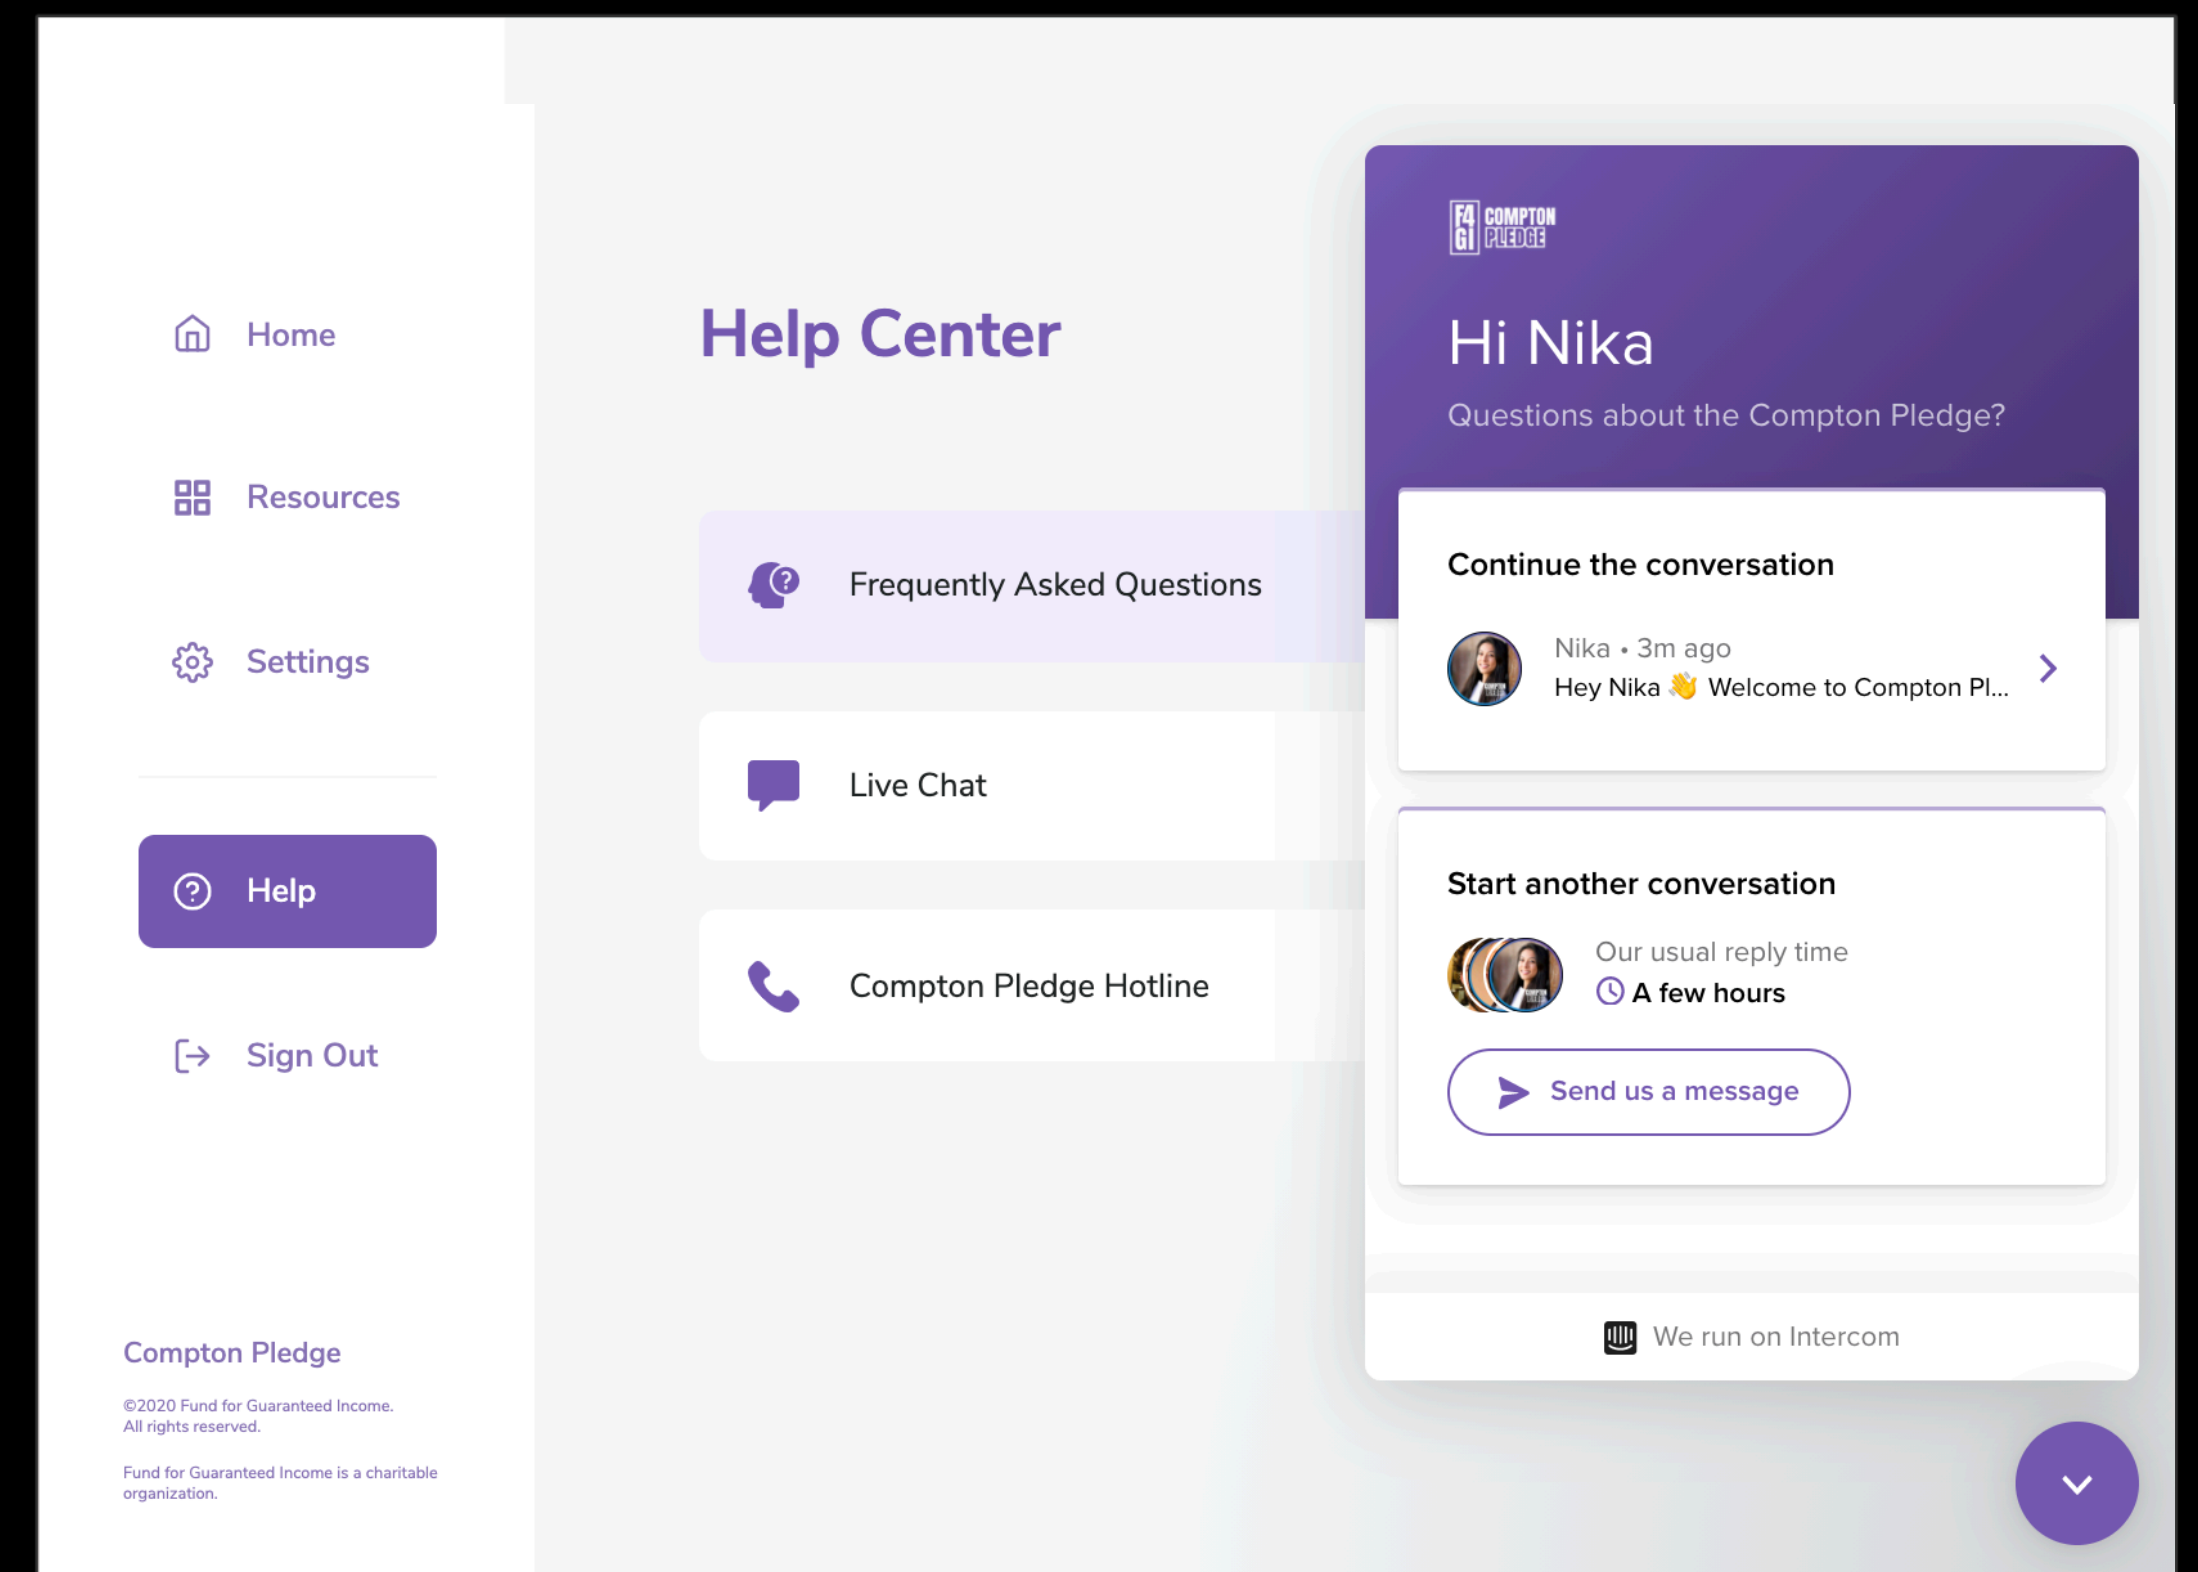 Home
Resources
Settings
Help
Sign Out
Compton Pledge
©2020 Fund for Guaranteed Income.
All rights reserved.
Fund for Guaranteed Income is a charitable
organization.
Help Center
Frequently Asked Questions
Live Chat
Compton Pledge Hotline
F4 COMPTON
GI PLEDGE
Hi Nika
Questions about the Compton Pledge?
Continue the conversation
Nika • 3m ago
Hey Nika 👋 Welcome to Compton Pl...
Start another conversation
Our usual reply time
A few hours
Send us a message
We run on Intercom